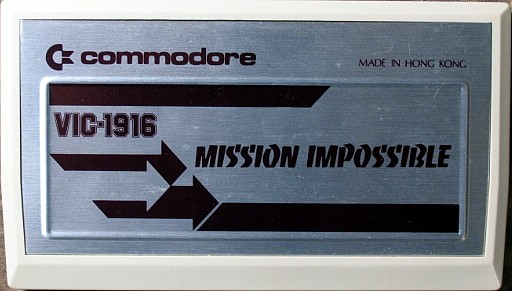 commodore
MADE IN HONG KONG
VIC-1916
MISSION IMPOSSIBLE